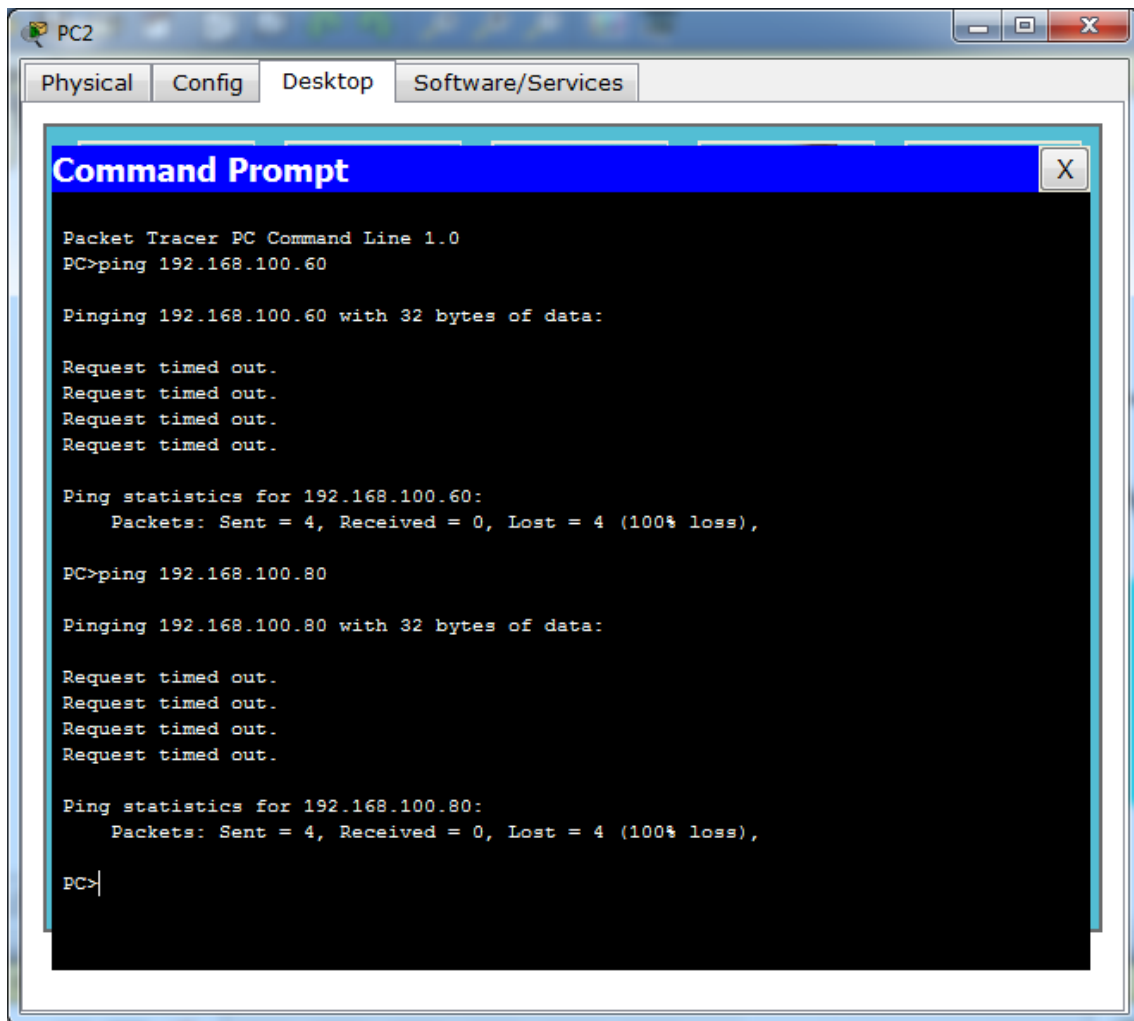 PC2
Physical Config Desktop Software/Services
Command Prompt X
Packet Tracer PC Command Line 1.0
PC>ping 192.168.100.60
Pinging 192.168.100.60 with 32 bytes of data:
Request timed out.
Request timed out.
Request timed out.
Request timed out.
Ping statistics for 192.168.100.60:
Packets: Sent = 4, Received = 0, Lost = 4 (100% loss),
PC>ping 192.168.100.80
Pinging 192.168.100.80 with 32 bytes of data:
Request timed out.
Request timed out.
Request timed out.
Request timed out.
Ping statistics for 192.168.100.80:
Packets: Sent = 4, Received = 0, Lost = 4 (100% loss),
PC>